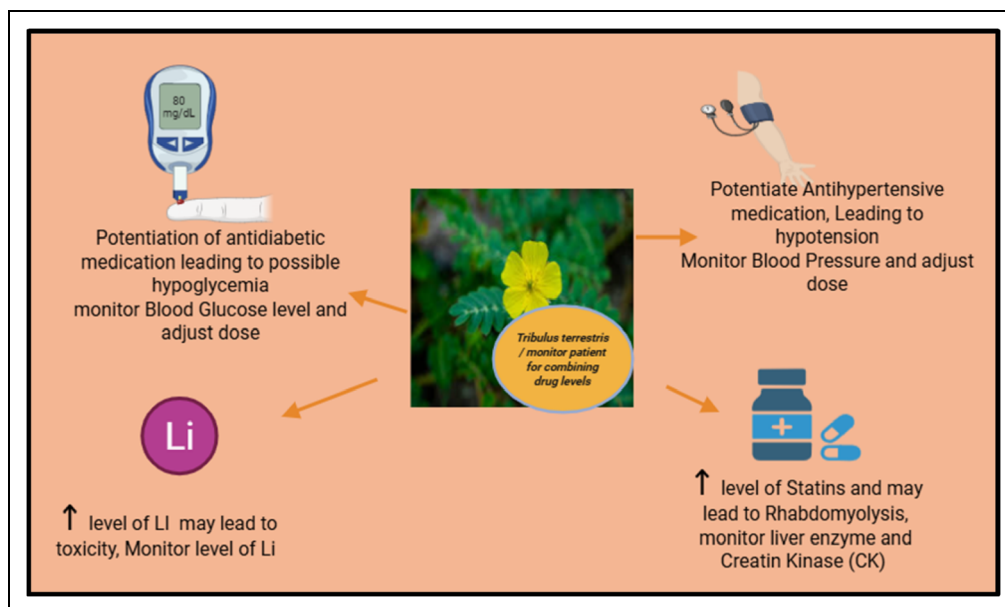 80
mg/dL
Potentiation of antidiabetic
medication leading to possible
hypoglycemia
monitor Blood Glucose level and
adjust dose
Potentiate Antihypertensive
medication, Leading to
hypotension
Monitor Blood Pressure and adjust
dose
Tribulus terrestris
/ monitor patient
for combining
drug levels
Li
↑ level of LI may lead to
toxicity, Monitor level of Li
↑ level of Statins and may
lead to Rhabdomyolysis,
monitor liver enzyme and
Creatin Kinase (CK)